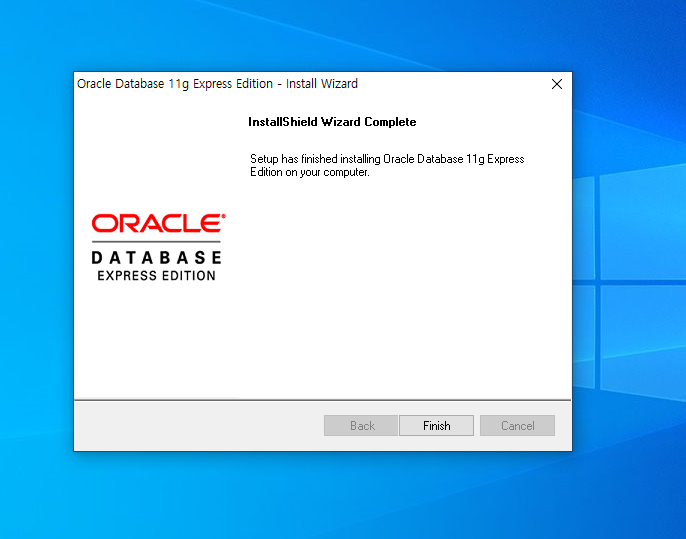 Oracle Database 11g Express Edition - Install Wizard
InstallShield Wizard Complete
Setup has finished installing Oracle Database 11g Express
Edition on your computer.
ORACLE®
DATABASE
EXPRESS EDITION
Back
Finish
Cancel